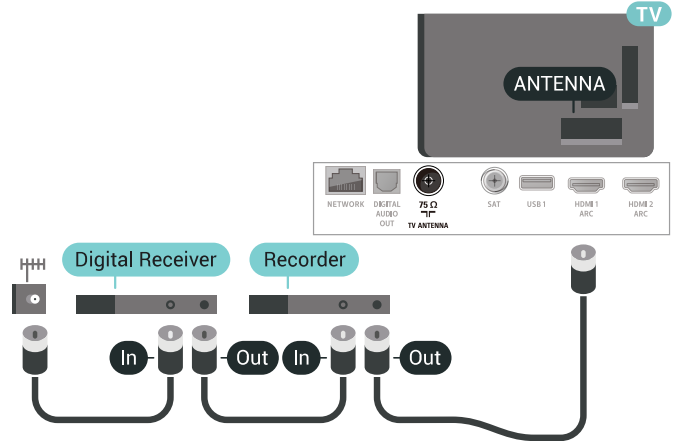 TV
ANTENNA
NETWORK
DIGITAL
AUDIO
OUT
75 Ω
TV ANTENNA
SAT
USB 1
HDMI 1
ARC
HDMI 2
ARC
Digital Receiver
Recorder
In
Out
In
Out